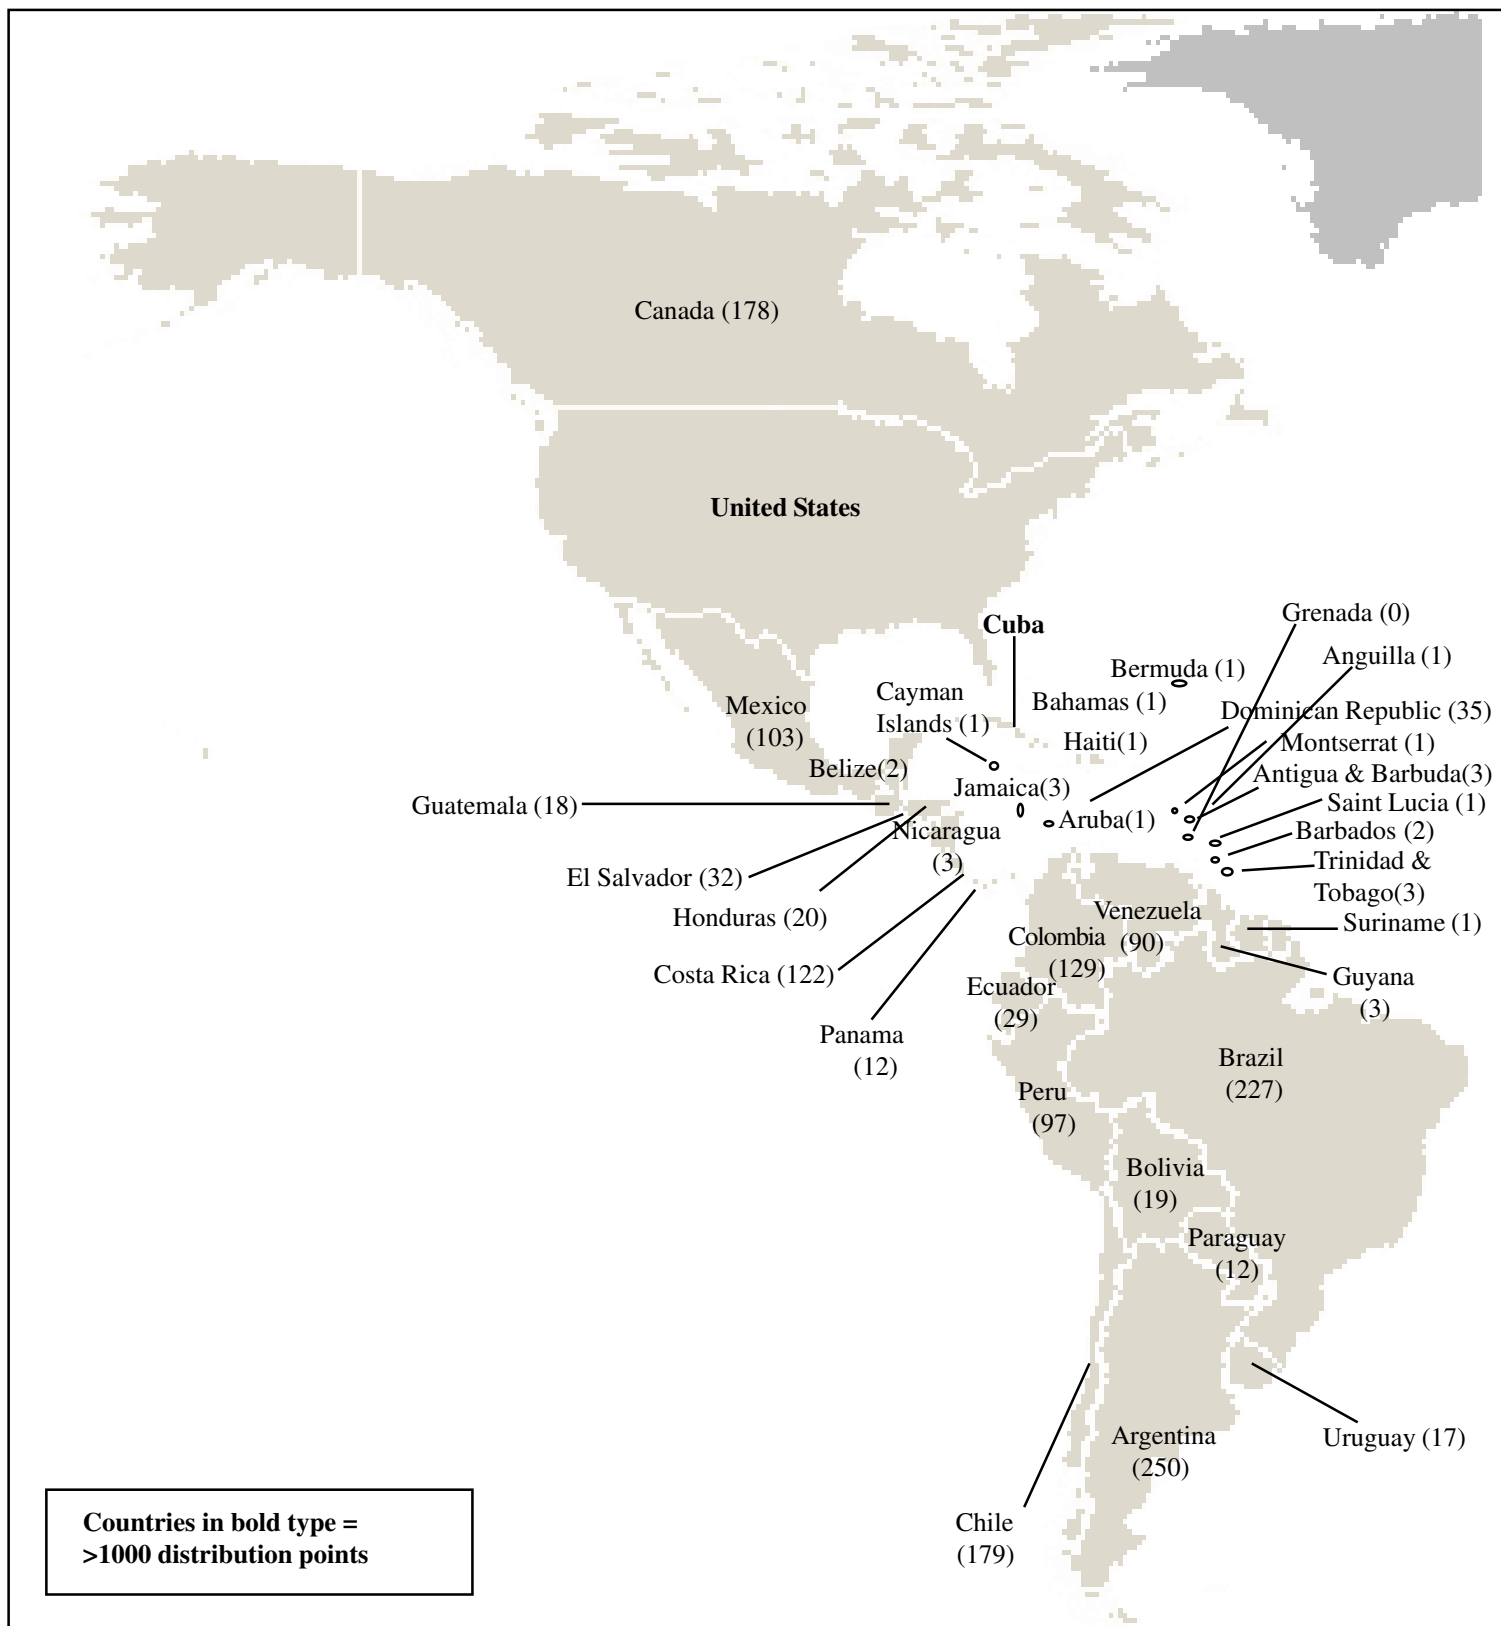 Canada (178)
United States
Grenada (0)
Cuba
Anguilla (1)
Bermuda (1)
Cayman
Islands (1)
Bahamas (1)
Mexico
(103)
Dominican Republic (35)
Haiti(1)
Montserrat (1)
Belize(2)
Antigua & Barbuda(3)
Jamaica(3)
Guatemala (18)
Saint Lucia (1)
Aruba(1)
Nicaragua
(3)
Barbados (2)
Trinidad &
Tobago(3)
El Salvador (32)
Honduras (20)
Venezuela
(90)
Suriname (1)
Colombia
(129)
Costa Rica (122)
Guyana
(3)
Ecuador
(29)
Panama
(12)
Brazil
(227)
Peru
(97)
Bolivia
(19)
Paraguay
(12)
Argentina
(250)
Uruguay (17)
Chile
(179)
Countries in bold type =
>1000 distribution points